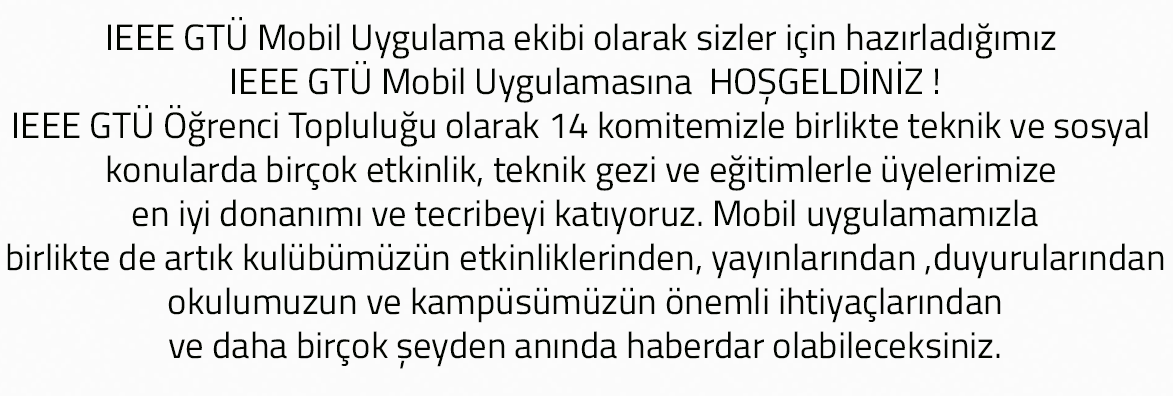 IEEE GTÜ Mobil Uygulama ekibi olarak sizler için hazırladığımız
IEEE GTÜ Mobil Uygulamasına HOŞGELDİNİZ !
IEEE GTÜ Öğrenci Topluluğu olarak 14 komitemizle birlikte teknik ve sosyal
konularda birçok etkinlik, teknik gezi ve eğitimlerle üyelerimize
en iyi donanımı ve tecribeyi katıyoruz. Mobil uygulamamızla
birlikte de artık kulübümüzün etkinliklerinden, yayınlarından ,duyurularından
okulumuzun ve kampüsümüzün önemli ihtiyaçlarından
ve daha birçok şeyden anında haberdar olabileceksiniz.